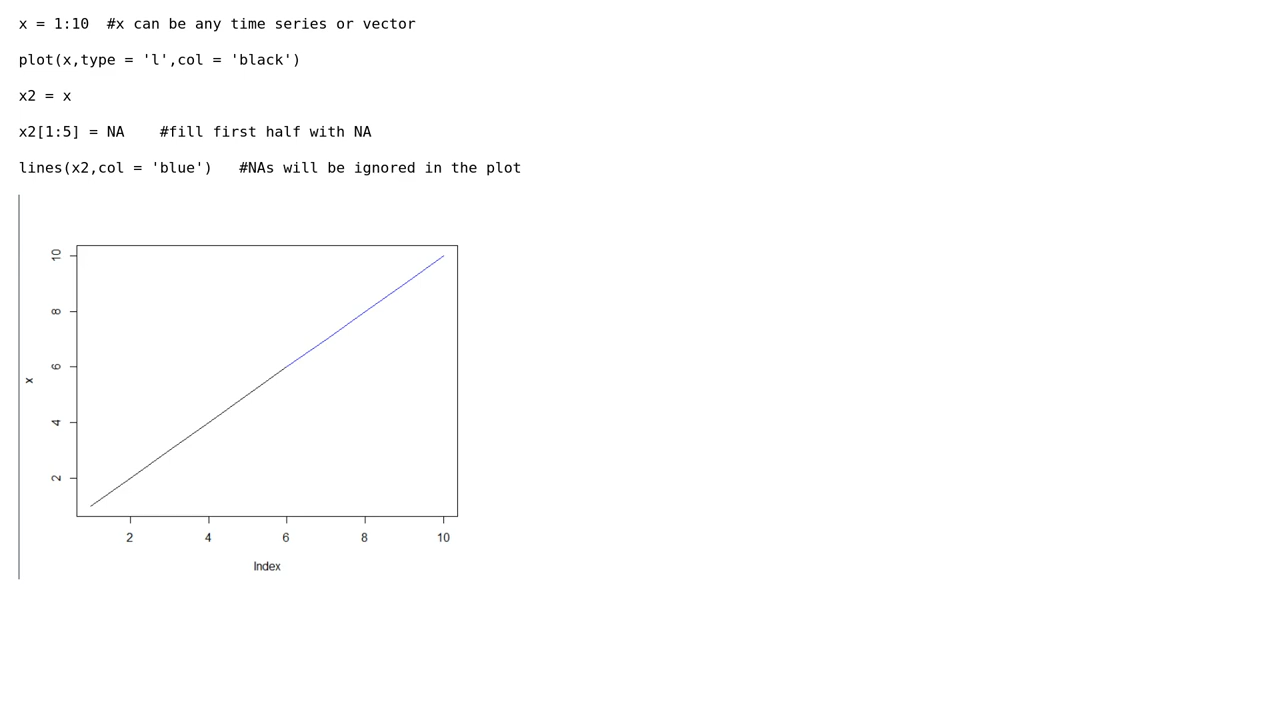 x = 1:10  #x can be any time series or vector
plot(x,type = 'l',col = 'black')
x2 = x
x2[1:5] = NA    #fill first half with NA
lines(x2,col = 'blue')   #NAs will be ignored in the plot
10
8
6
4
2
x
2 4 6 8 10
Index